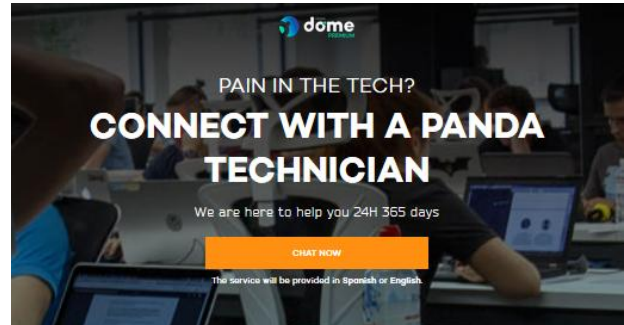 dome
PREMIUM
PAIN IN THE TECH?
CONNECT WITH A PANDA
TECHNICIAN
We are here to help you 24H 365 days
CHAT NOW
The service will be provided in Spanish or English.